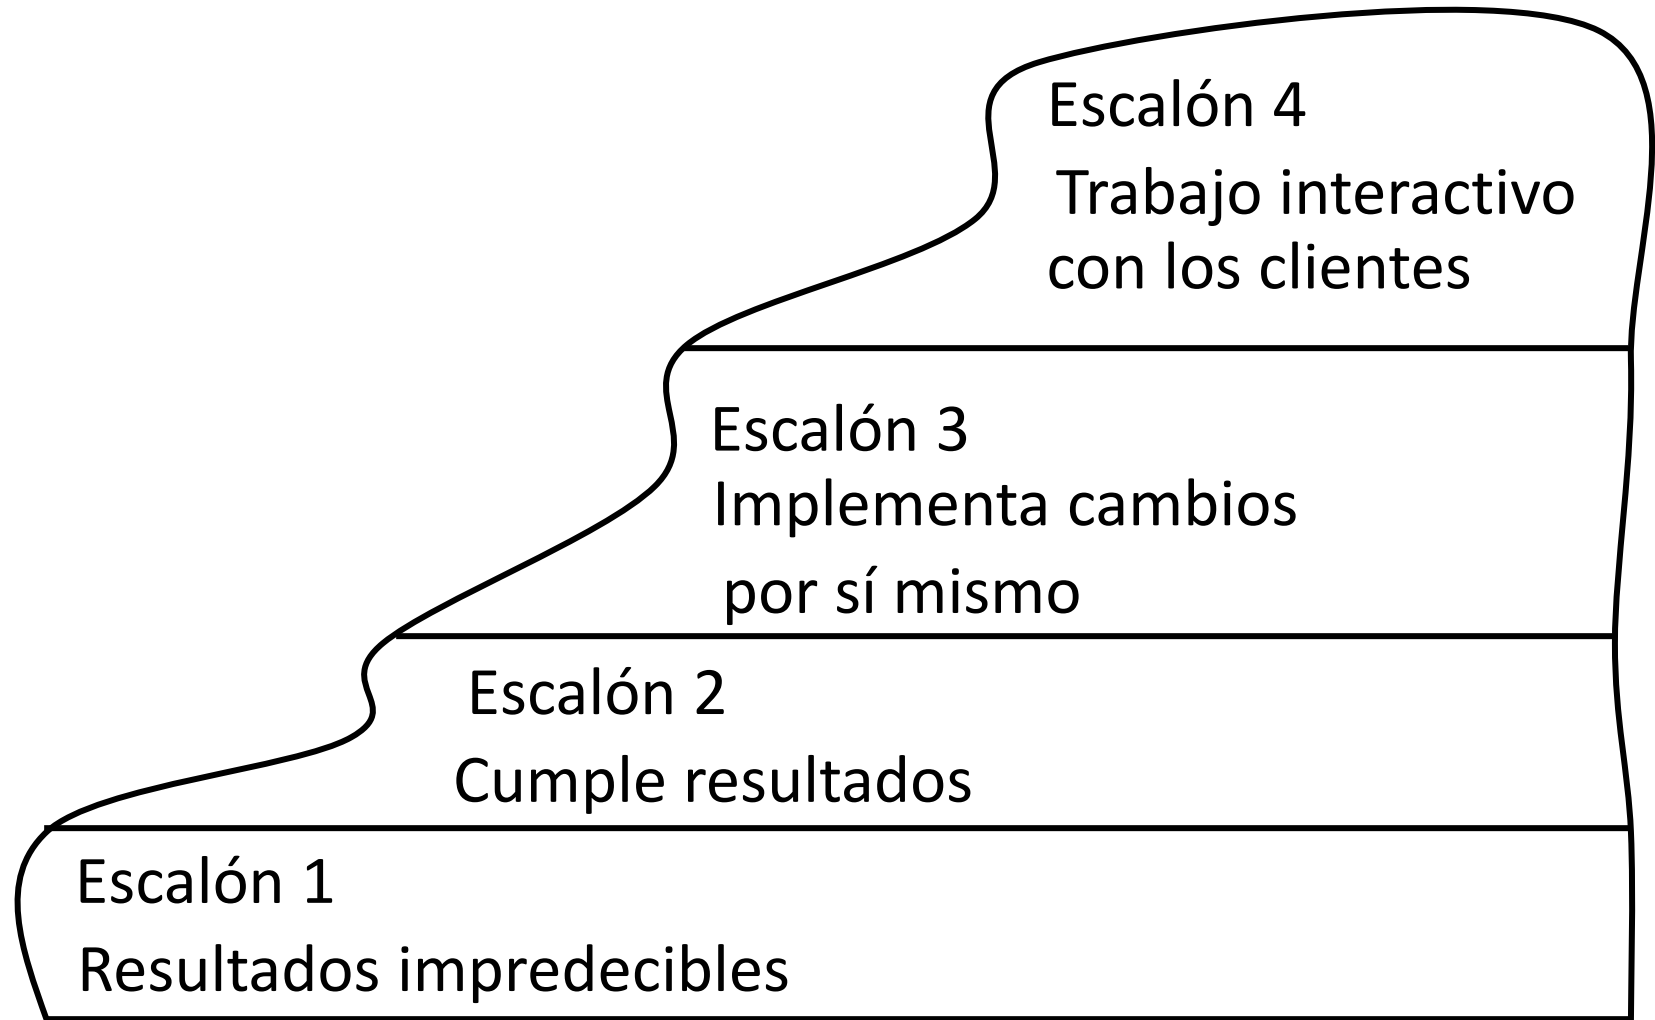 Escalón 4
Trabajo interactivo
con los clientes
Escalón 3
Implementa cambios
por sí mismo
Escalón 2
Cumple resultados
Escalón 1
Resultados impredecibles